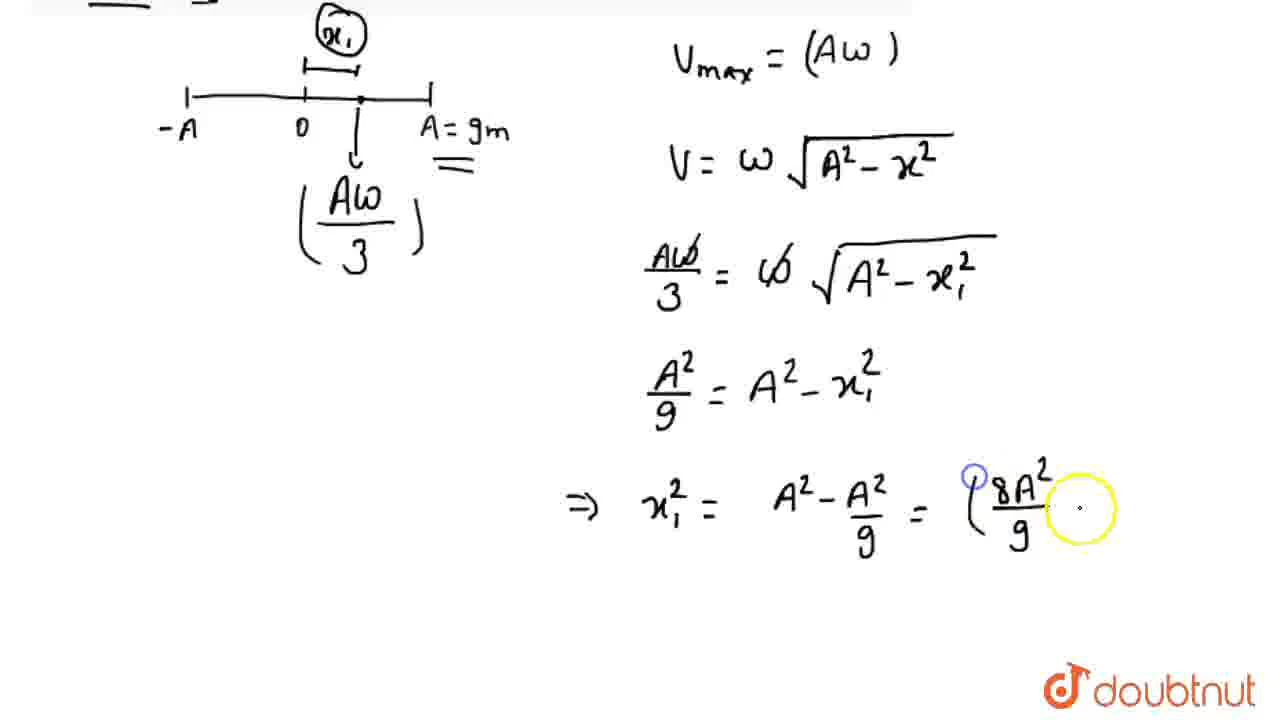 x₁
-A 0 A = 9m
(Aω/3)
Vmax = (Aω)
V = ω √(A² - x²)
Aω/3 = ω √(A² - x₁²)
A²/9 = A² - x₁²
⇒ x₁² = A² - A²/9 = (8A²/9
doubtnut